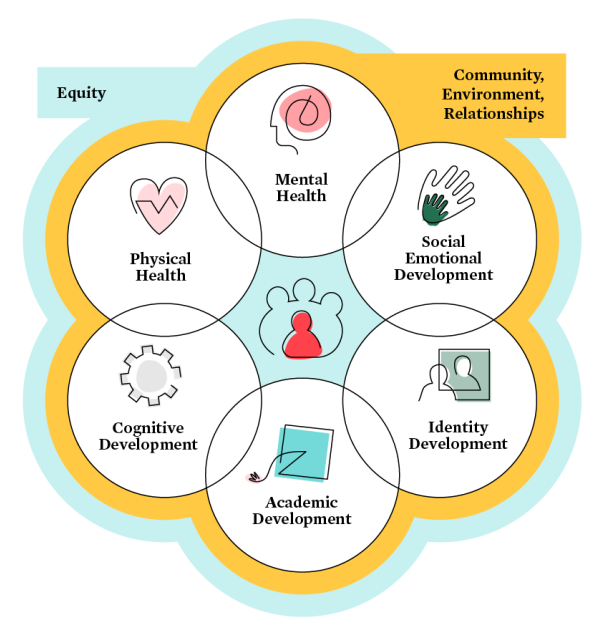 Equity
Community,
Environment,
Relationships
Mental
Health
Physical
Health
Social
Emotional
Development
Cognitive
Development
Identity
Development
Academic
Development